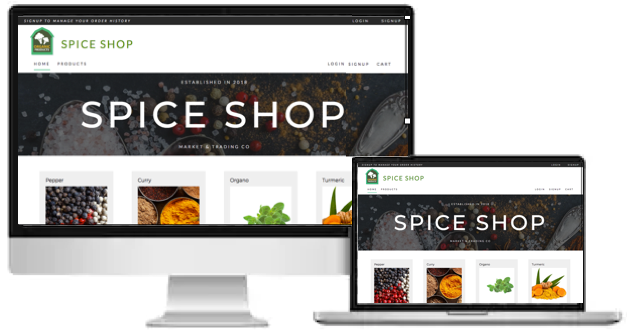 SIGNUP TO MANAGE YOUR ORDER HISTORY
LOGIN SIGNUP
SPICE SHOP
HOME PRODUCTS
LOGIN SIGNUP CART
ESTABLISHED IN 2018
SPICE SHOP
MARKET & TRADING CO
Pepper
Curry
Organo
Turmeric
SIGNUP TO MANAGE YOUR ORDER HISTORY
LOGIN SIGNUP
SPICE SHOP
HOME PRODUCTS
LOGIN SIGNUP CART
ESTABLISHED IN 2018
SPICE SHOP
MARKET & TRADING CO
Pepper
Curry
Organo
Turmeric